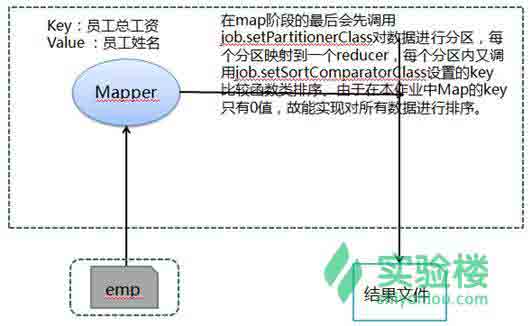 Key：员工总工资
Value ：员工姓名
在map阶段的最后会先调用
job.setPartitionerClass对数据进行分区，每
个分区映射到一个reducer，每个分区内又调
用job.setSortComparatorClass设置的key
比较函数类排序。由于在本作业中Map的key
只有0值，故能实现对所有数据进行排序。
Mapper
emp
结果文件
实验楼
shiyanlou.com